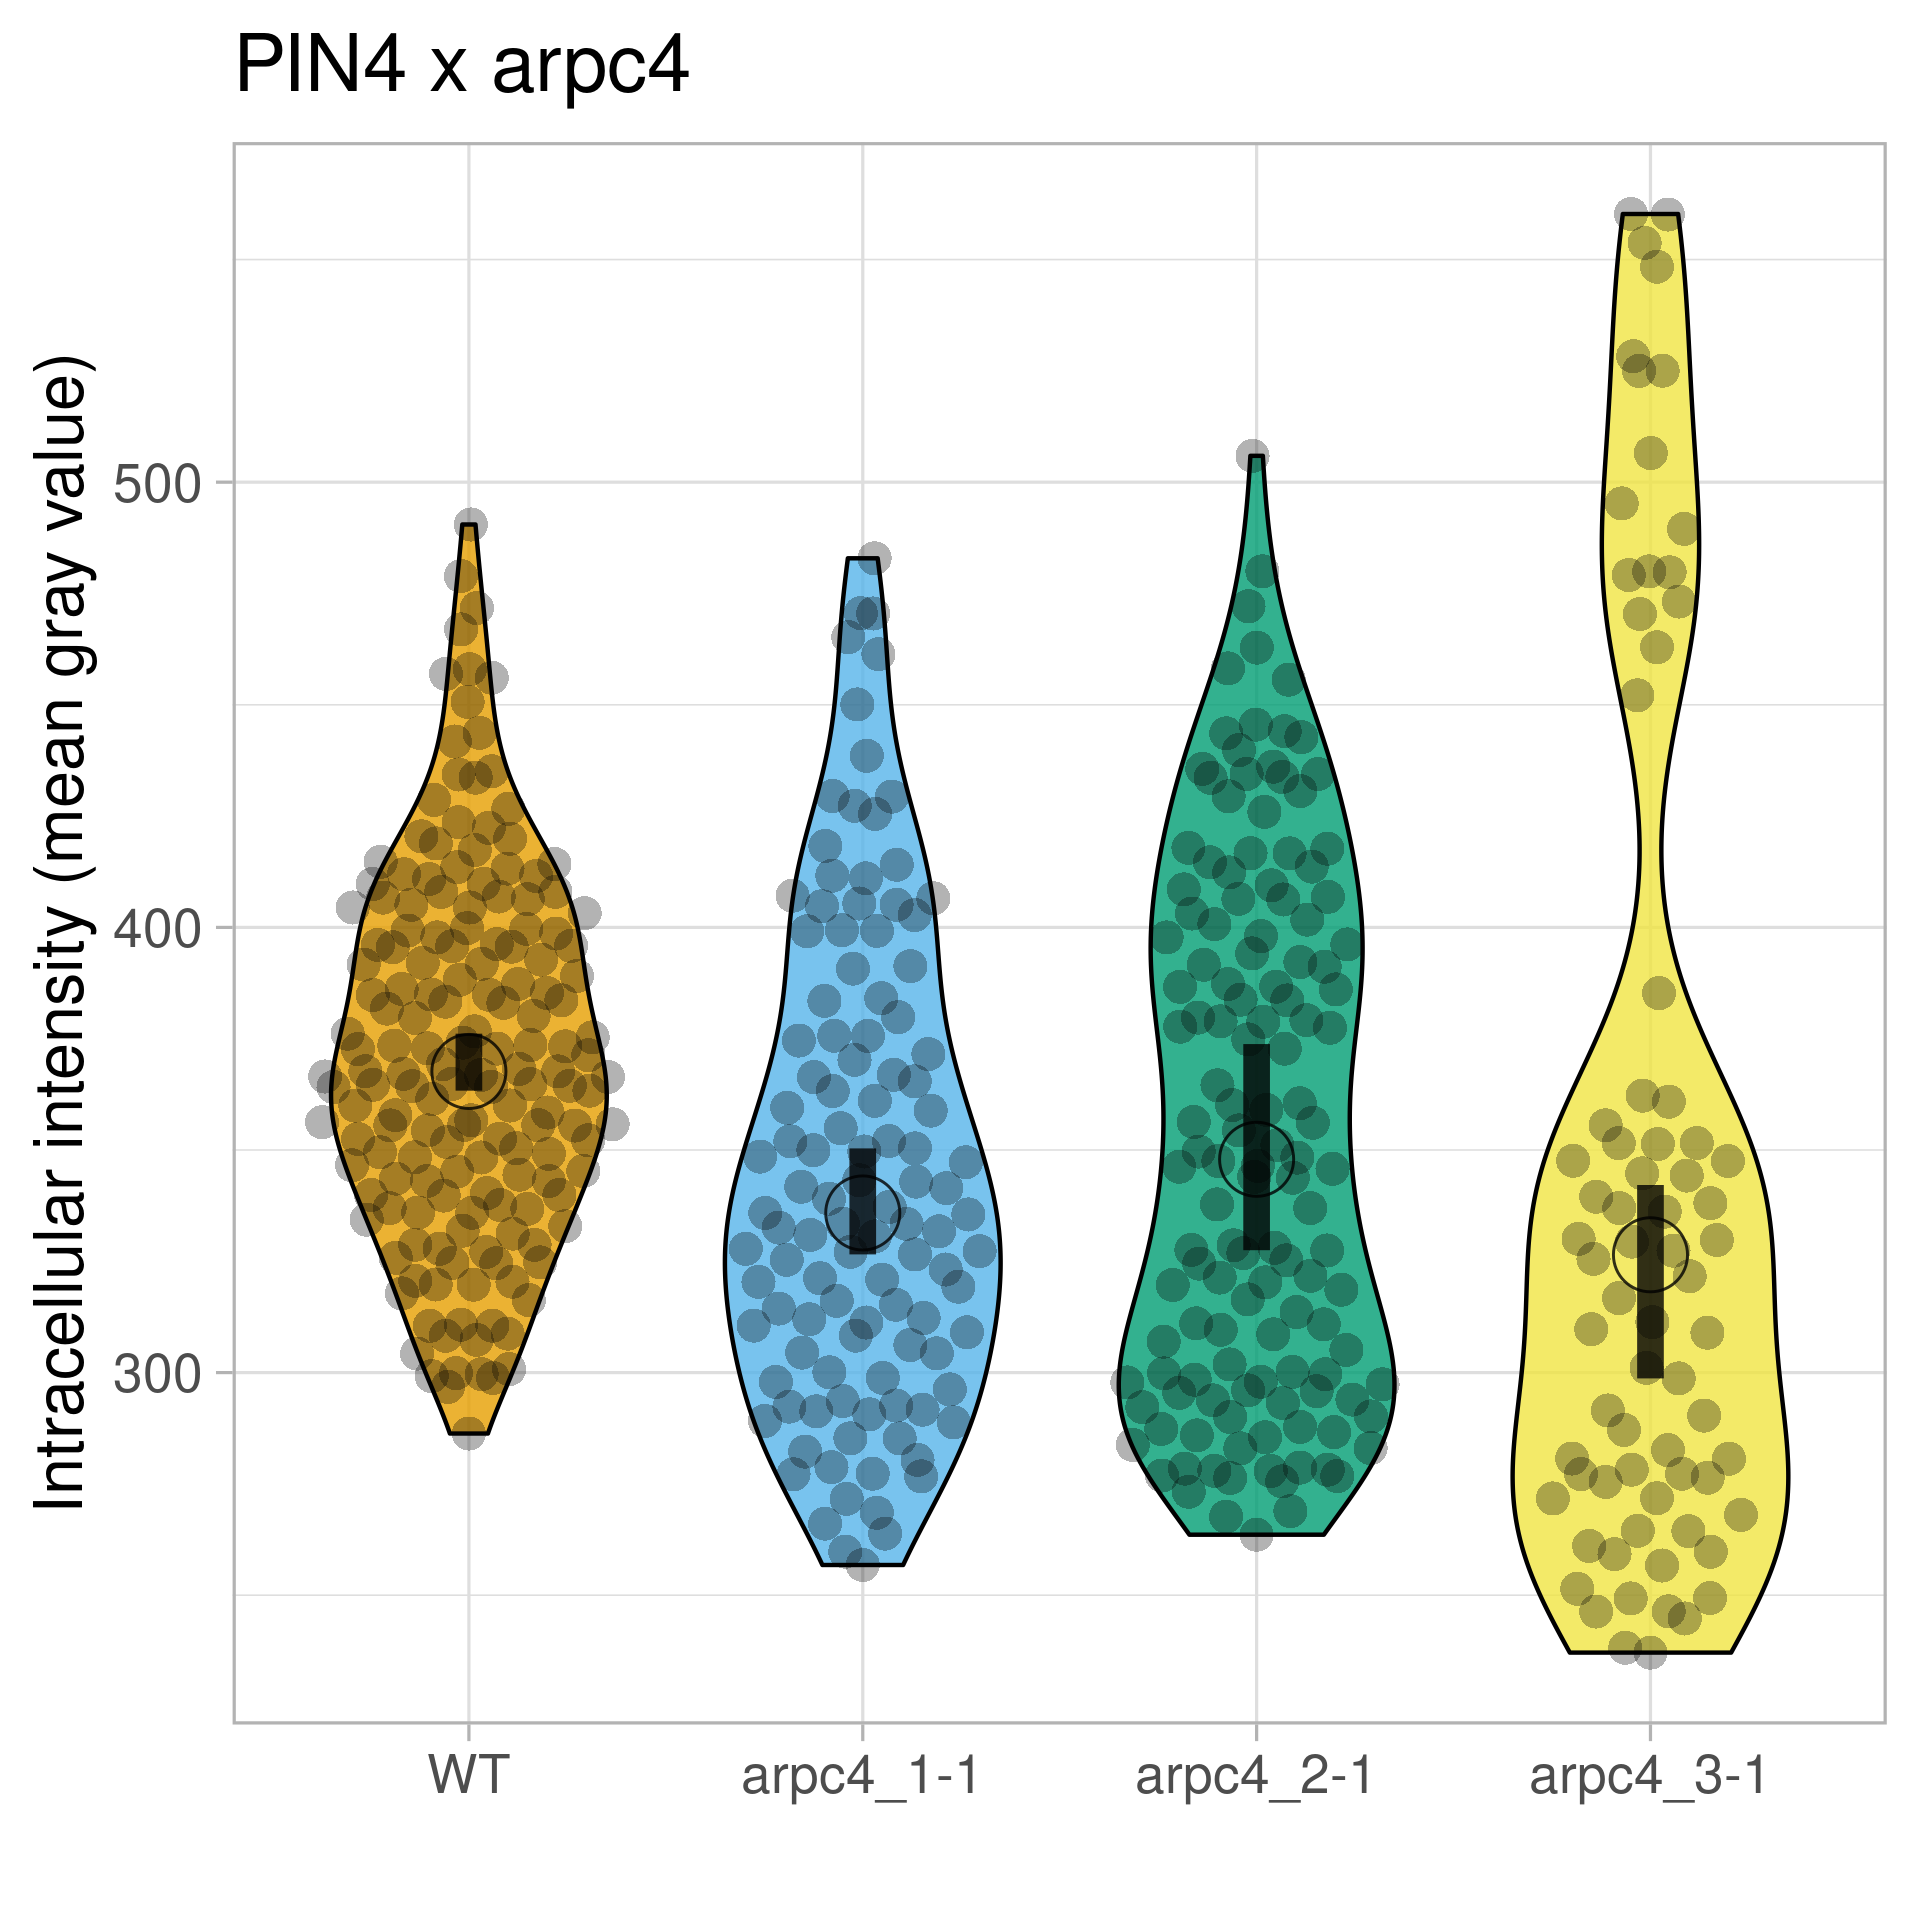 PIN4 x arpc4
Intracellular intensity (mean gray value)
500
400
300
WT
arpc4_1-1
arpc4_2-1
arpc4_3-1